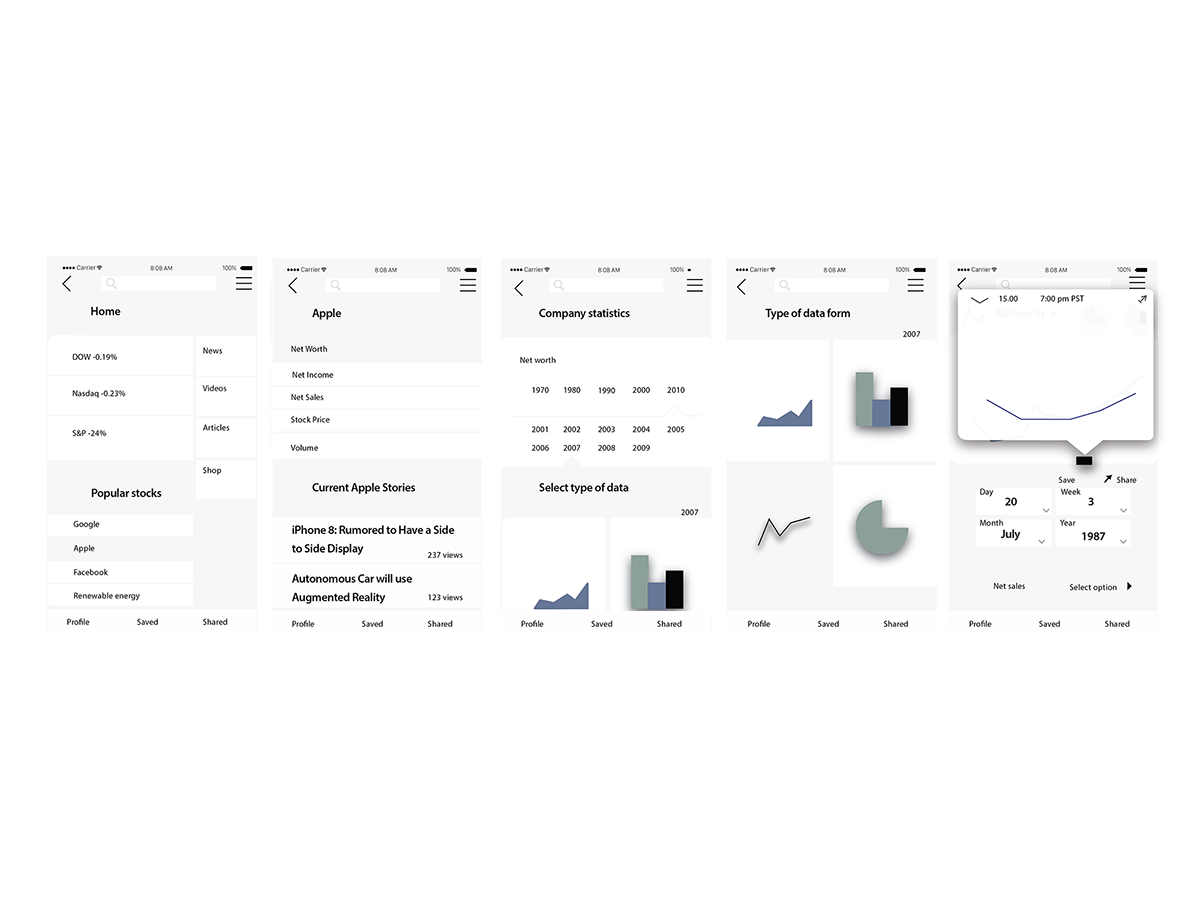 Carrier 8:08 AM 100%
Home
DOW -0.19%
News
Nasdaq -0.23%
Videos
S&P -24%
Articles
Shop
Popular stocks
Google
Apple
Facebook
Renewable energy
Profile Saved Shared
Carrier 8:08 AM 100%
Apple
Net Worth
Net Income
Net Sales
Stock Price
Volume
Current Apple Stories
iPhone 8: Rumored to Have a Side
to Side Display
237 views
Autonomous Car will use
Augmented Reality
123 views
Profile Saved Shared
Carrier 8:08 AM 100%
Company statistics
Net worth
1970 1980 1990 2000 2010
2001 2002 2003 2004 2005
2006 2007 2008 2009
Select type of data
2007
Profile Saved Shared
Carrier 8:08 AM 100%
Type of data form
2007
Profile Saved Shared
Carrier 8:08 AM 100%
15.00 7:00 pm PST
Net worth
Save Share
Day Week
20 3
Month Year
July 1987
Net sales Select option
Profile Saved Shared